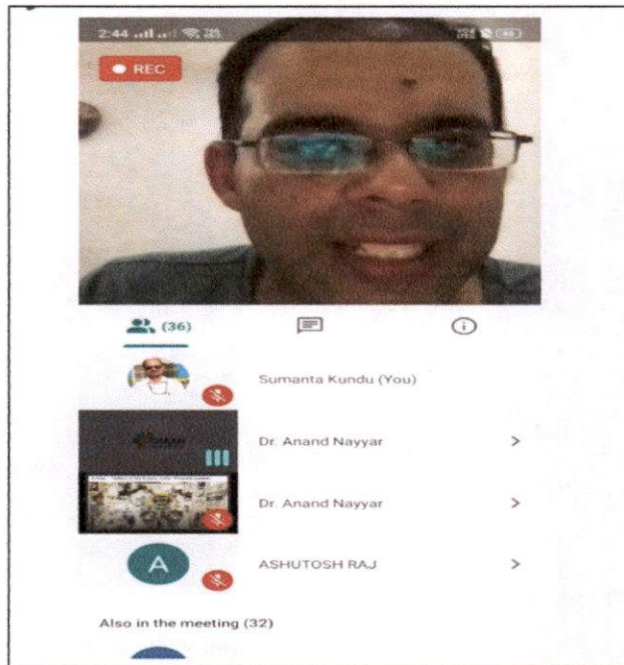 2:44
REC
(36)
Sumanta Kundu (You)
Dr. Anand Nayyar
Dr. Anand Nayyar
A
ASHUTOSH RAJ
Also in the meeting (32)